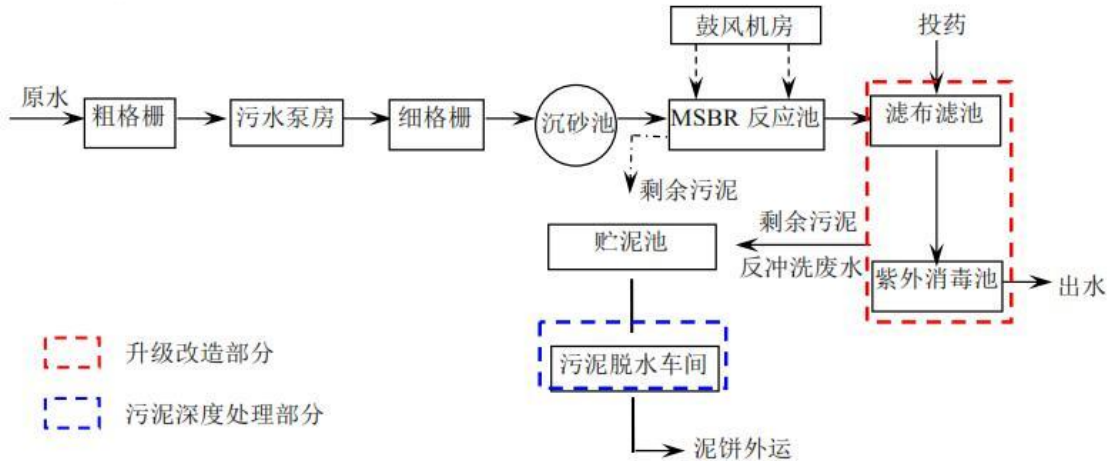 鼓风机房
投药
原水
粗格栅
污水泵房
细格栅
沉砂池
MSBR 反应池
滤布滤池
剩余污泥
贮泥池
剩余污泥
反冲洗废水
紫外消毒池
出水
升级改造部分
污泥脱水车间
污泥深度处理部分
泥饼外运